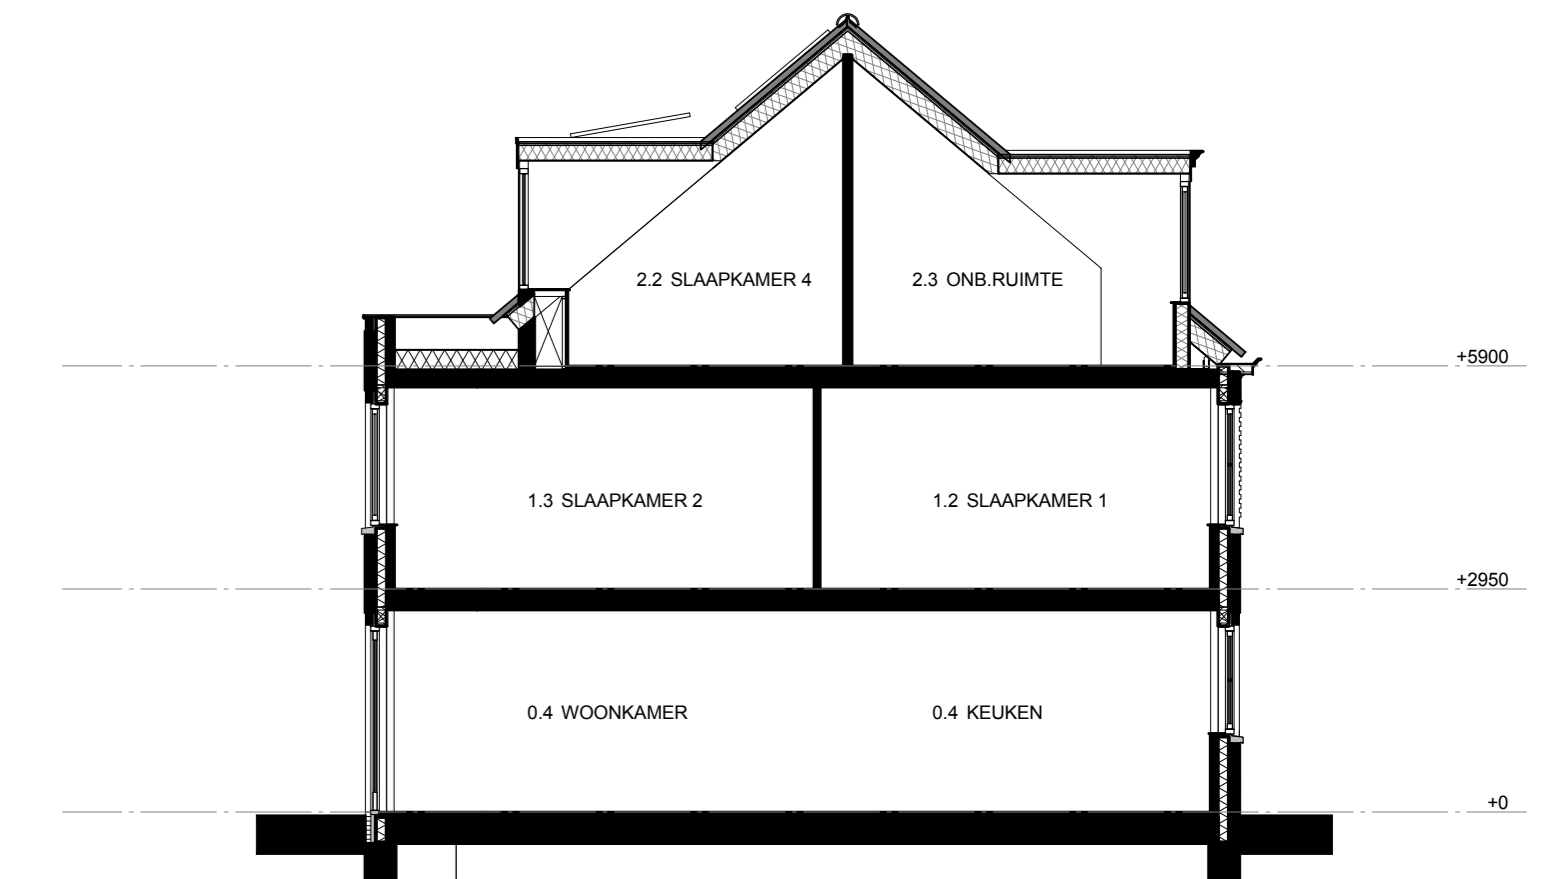 2.2 SLAAPKAMER 4
2.3 ONB.RUIMTE
+5900
1.3 SLAAPKAMER 2
1.2 SLAAPKAMER 1
+2950
0.4 WOONKAMER
0.4 KEUKEN
+0